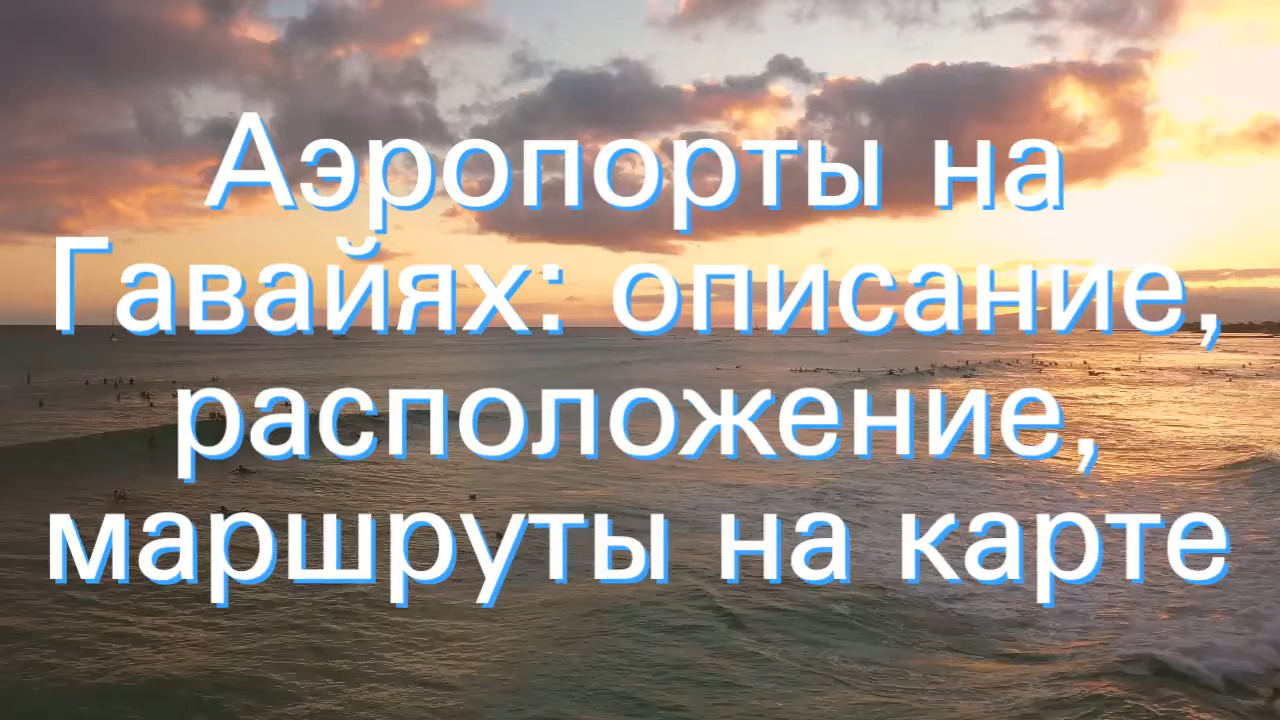 Аэропорты на
Гавайях: описание,
расположение,
маршруты на карте